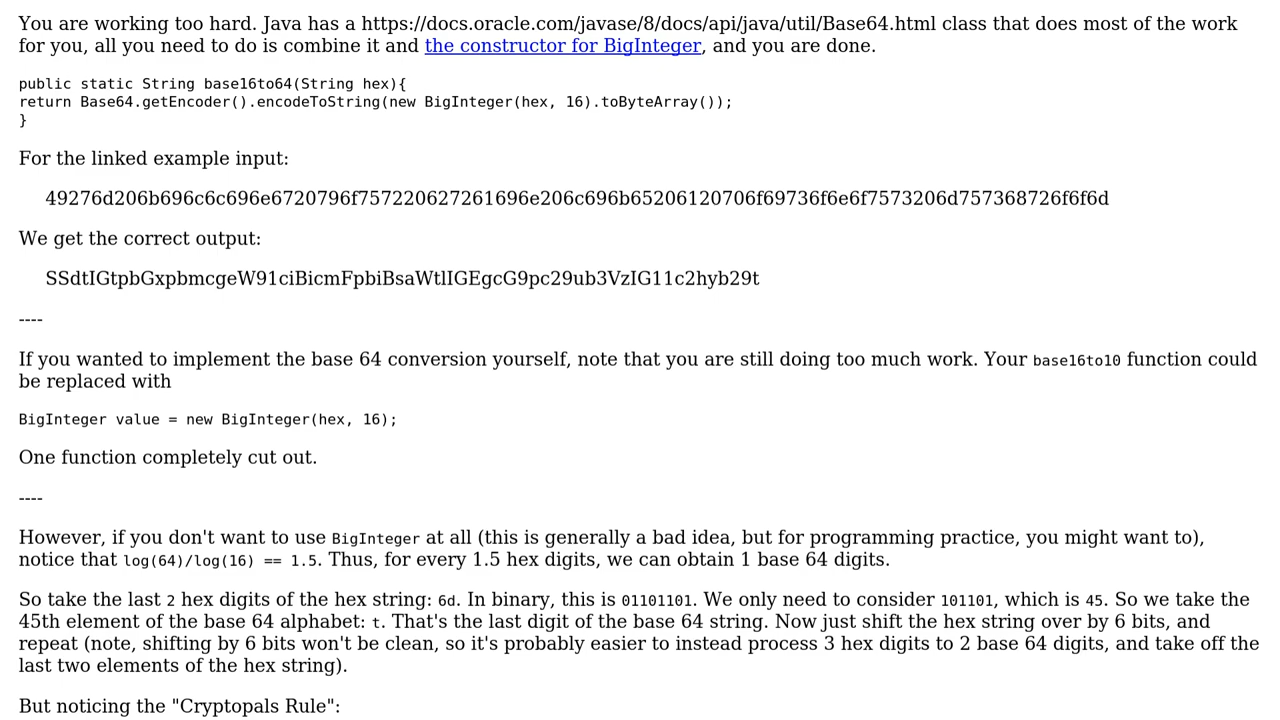 You are working too hard. Java has a https://docs.oracle.com/javase/8/docs/api/java/util/Base64.html class that does most of the work
for you, all you need to do is combine it and the constructor for BigInteger, and you are done.
public static String base16to64(String hex){
return Base64.getEncoder().encodeToString(new BigInteger(hex, 16).toByteArray());
}
For the linked example input:
49276d206b696c6c696e6720796f757220627261696e206c696b65206120706f69736f6e6f7573206d757368726f6f6d
We get the correct output:
SSdtIGtpbGxpbmcgeW91ciBicmFpbiBsaWtlIGEgcG9pc29ub3VzIG11c2hyb29t
----
If you wanted to implement the base 64 conversion yourself, note that you are still doing too much work. Your base16to10 function could
be replaced with
BigInteger value = new BigInteger(hex, 16);
One function completely cut out.
----
However, if you don't want to use BigInteger at all (this is generally a bad idea, but for programming practice, you might want to),
notice that log(64)/log(16) == 1.5. Thus, for every 1.5 hex digits, we can obtain 1 base 64 digits.
So take the last 2 hex digits of the hex string: 6d. In binary, this is 01101101. We only need to consider 101101, which is 45. So we take the
45th element of the base 64 alphabet: t. That's the last digit of the base 64 string. Now just shift the hex string over by 6 bits, and
repeat (note, shifting by 6 bits won't be clean, so it's probably easier to instead process 3 hex digits to 2 base 64 digits, and take off the
last two elements of the hex string).
But noticing the "Cryptopals Rule":